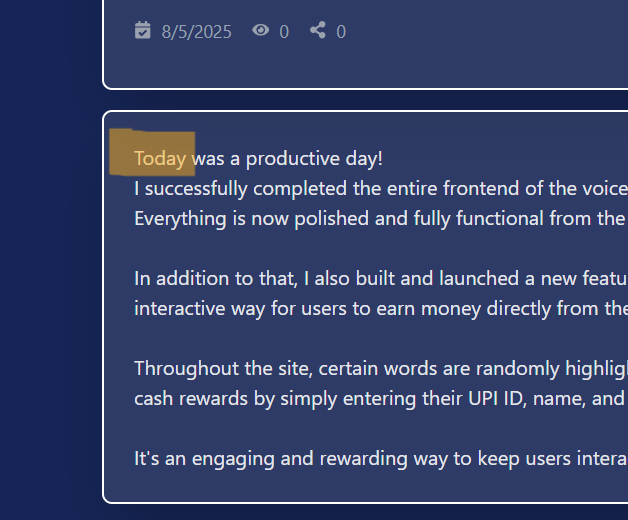 8/5/2025 0 0
Today was a productive day!
I successfully completed the entire frontend of the voice
Everything is now polished and fully functional from the
In addition to that, I also built and launched a new featu
interactive way for users to earn money directly from the
Throughout the site, certain words are randomly highlig
cash rewards by simply entering their UPI ID, name, and
It's an engaging and rewarding way to keep users intera